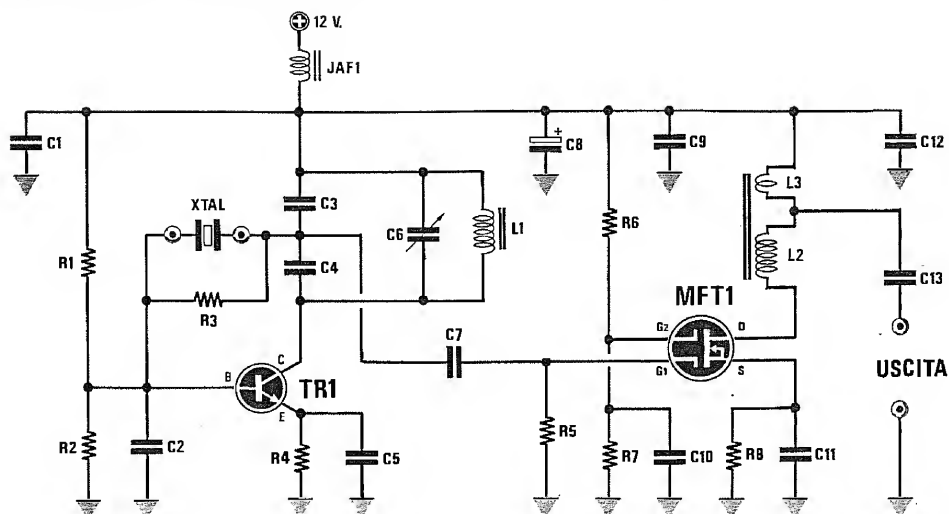 12 V.
JAF1
C1
C8
+
C9
C12
XTAL
C3
C6
L1
R6
L3
L2
R1
C4
R3
C7
MFT1
C13
G2
D
G1
S
USCITA
B
C
E
TR1
R2
C2
R4
C5
R5
R7
C10
R8
C11